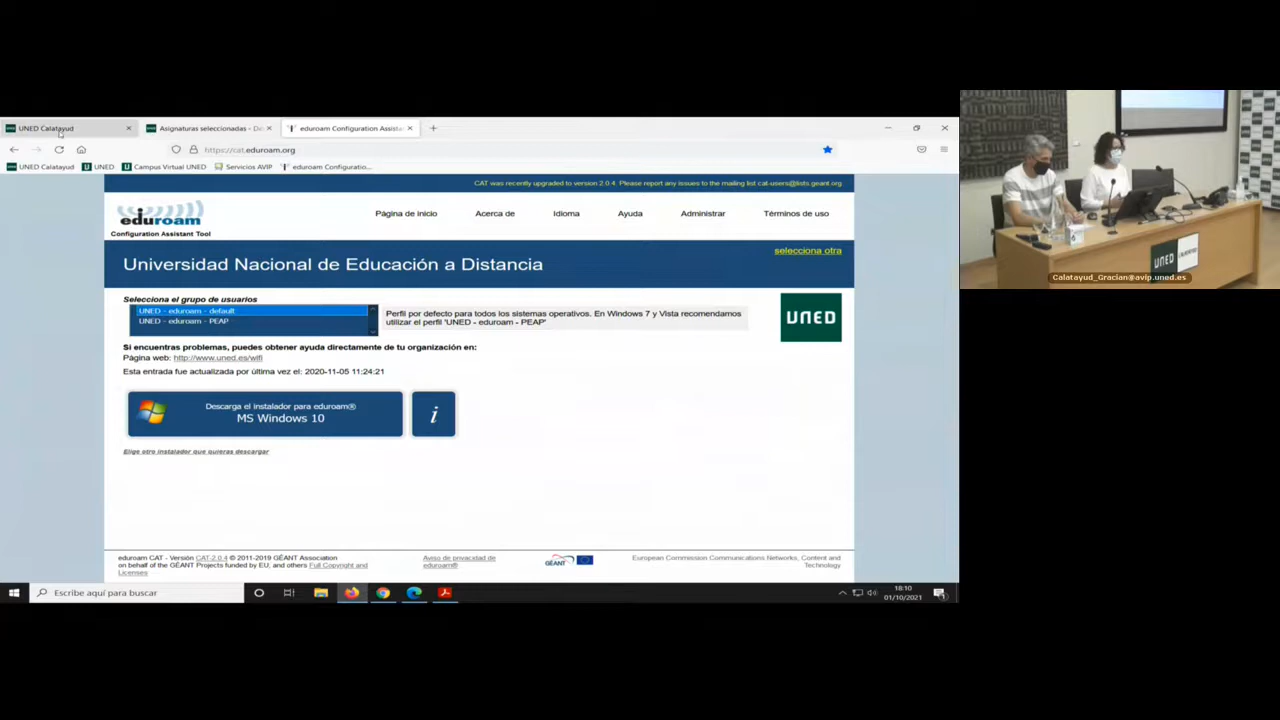 UNED Calatayud
Asignaturas seleccionadas - Do
eduroam Configuration Assista
https://cat.eduroam.org
UNED Calatayud
UNED
Campus Virtual UNED
Servicios AVIP
eduroam Configuratio...
CAT was recently upgraded to version 2.0.4. Please report any issues to the mailing list cat-users@lists.geant.org.
eduroam
Configuration Assistant Tool
Página de inicio
Acerca de
Idioma
Ayuda
Administrar
Términos de uso
selecciona otra
Universidad Nacional de Educación a Distancia
Selecciona el grupo de usuarios
UNED - eduroam - default
UNED - eduroam - PEAP
Perfil por defecto para todos los sistemas operativos. En Windows 7 y Vista recomendamos
utilizar el perfil 'UNED - eduroam - PEAP'
UNED
Si encuentras problemas, puedes obtener ayuda directamente de tu organización en:
Página web: http://www.uned.es/wifi
Esta entrada fue actualizada por última vez el: 2020-11-05 11:24:21
Descarga el instalador para eduroam®
MS Windows 10
i
Elige otro instalador que quieras descargar
eduroam CAT - Versión CAT-2.0.4 © 2011-2019 GÉANT Association
on behalf of the GÉANT Projects funded by EU; and others Full Copyright and
Licenses
Aviso de privacidad de
eduroam®
GÉANT
European Commission Communications Networks, Content and
Technology
Escribe aquí para buscar
18:10
01/10/2021
UNED
Calatayud_Gracian@avip.uned.es